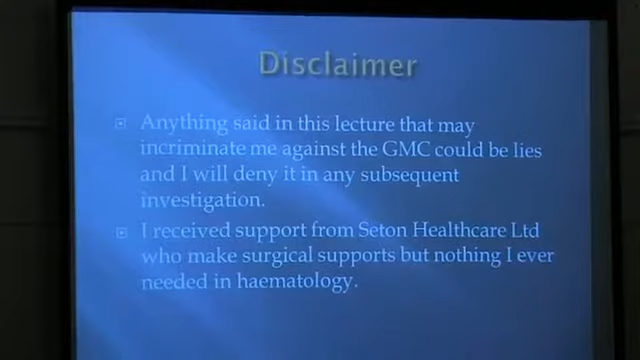 Disclaimer
Anything said in this lecture that may
incriminate me against the GMC could be lies
and I will deny it in any subsequent
investigation.
I received support from Seton Healthcare Ltd
who make surgical supports but nothing I ever
needed in haematology.